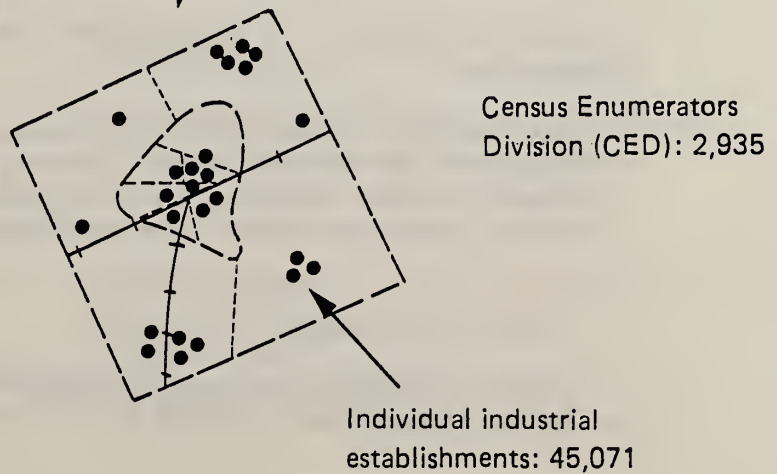 Census Enumerators
Division (CED): 2,935
Individual industrial
establishments: 45,071